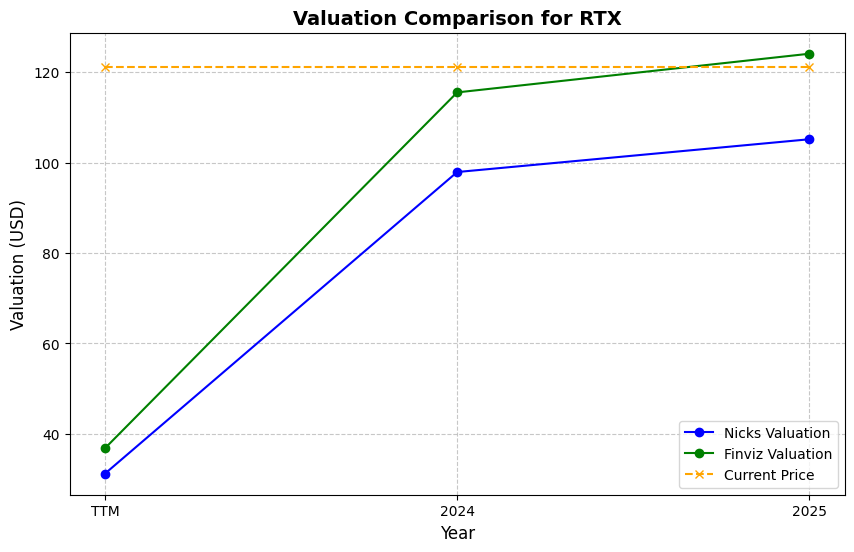 Valuation Comparison for RTX
Valuation (USD)
120
100
80
60
40
TTM
2024
2025
Year
Nicks Valuation
Finviz Valuation
Current Price